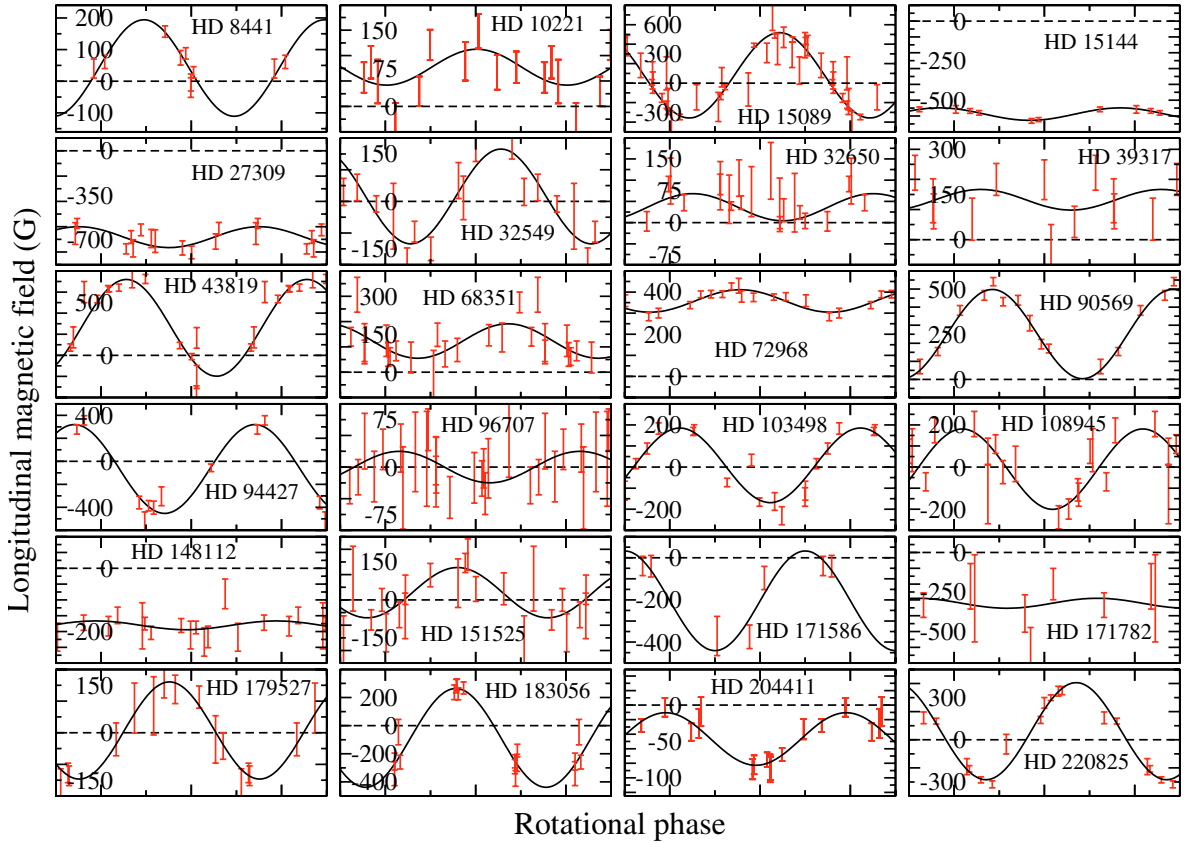 Longitudinal magnetic field (G)
200
100
0
-100
HD 8441
150
75
0
HD 10221
600
300
0
-300
HD 15089
0
-250
-500
HD 15144
0
-350
-700
HD 27309
150
0
-150
HD 32549
150
75
0
-75
HD 32650
300
150
0
HD 39317
500
0
HD 43819
300
150
0
HD 68351
400
200
0
HD 72968
500
250
0
HD 90569
400
0
-400
HD 94427
75
0
-75
HD 96707
200
0
-200
HD 103498
200
0
-200
HD 108945
0
-200
HD 148112
150
0
-150
HD 151525
0
-200
-400
HD 171586
0
-250
-500
HD 171782
150
0
-150
HD 179527
200
0
-200
-400
HD 183056
0
-50
-100
HD 204411
300
0
-300
HD 220825
Rotational phase